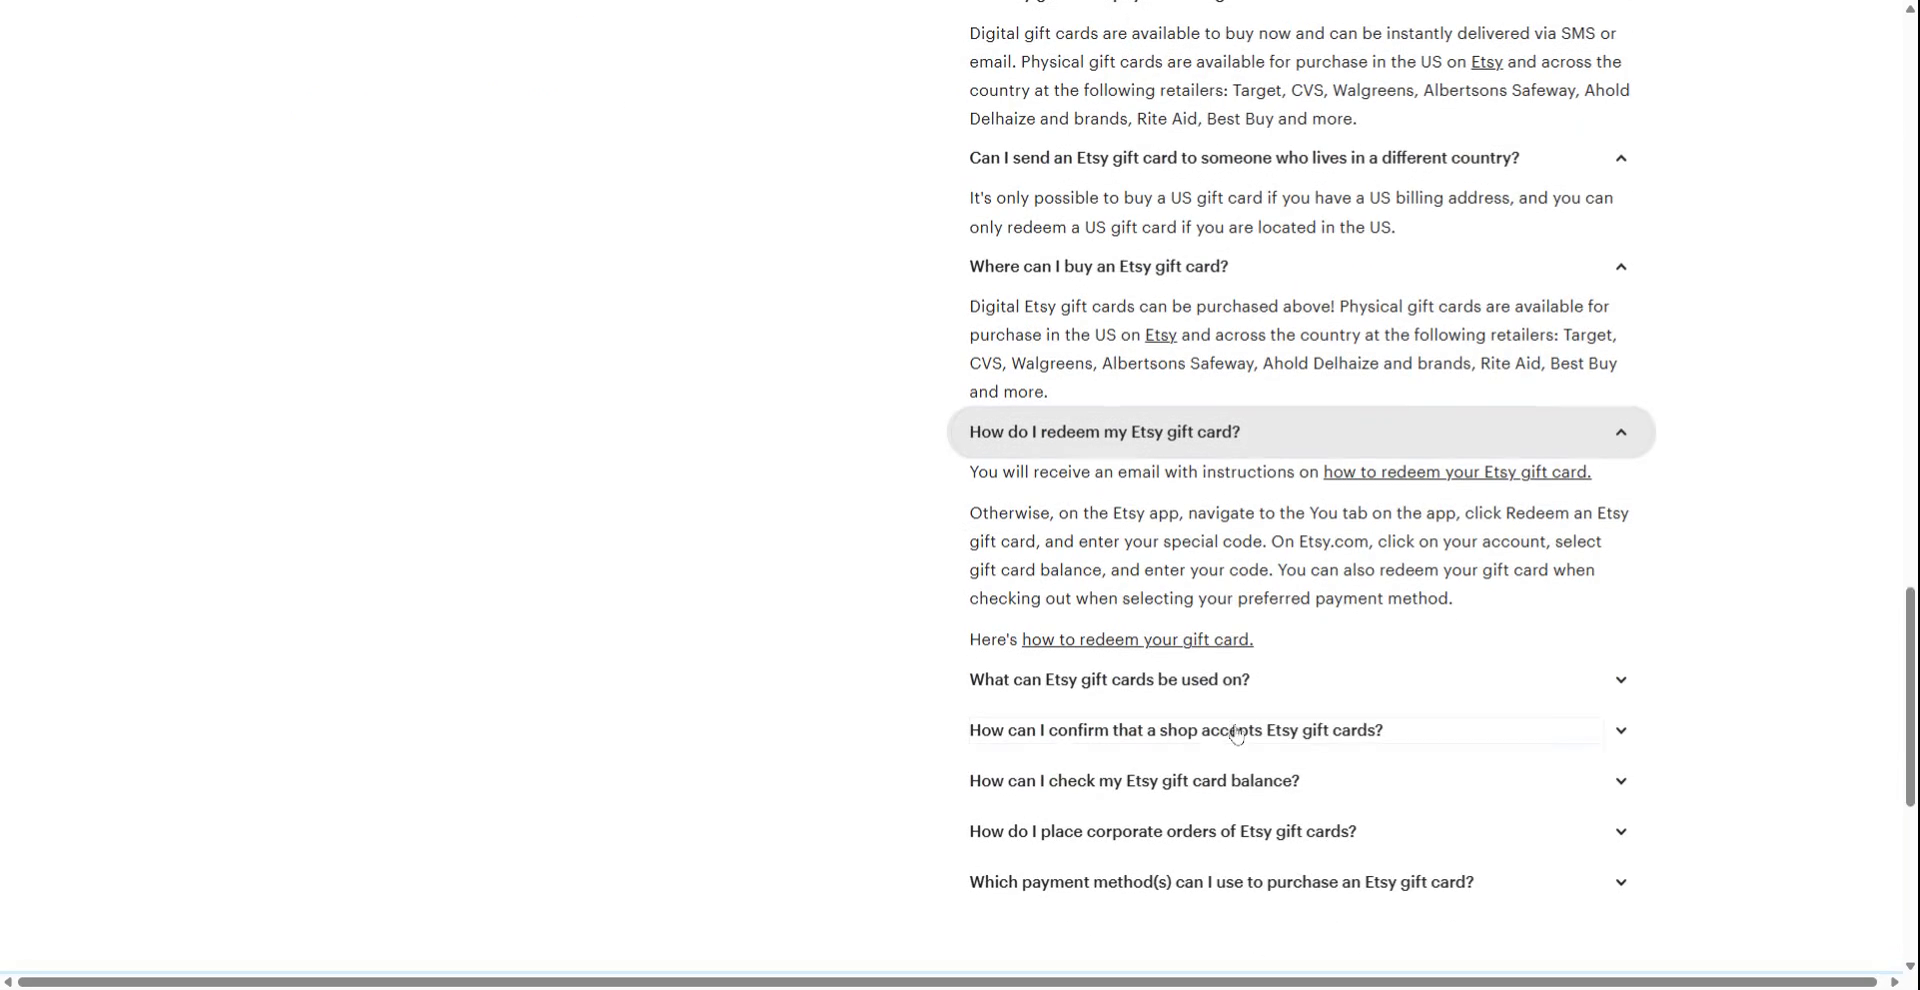 Digital gift cards are available to buy now and can be instantly delivered via SMS or
email. Physical gift cards are available for purchase in the US on Etsy and across the
country at the following retailers: Target, CVS, Walgreens, Albertsons Safeway, Ahold
Delhaize and brands, Rite Aid, Best Buy and more.
Can I send an Etsy gift card to someone who lives in a different country?
It's only possible to buy a US gift card if you have a US billing address, and you can
only redeem a US gift card if you are located in the US.
Where can I buy an Etsy gift card?
Digital Etsy gift cards can be purchased above! Physical gift cards are available for
purchase in the US on Etsy and across the country at the following retailers: Target,
CVS, Walgreens, Albertsons Safeway, Ahold Delhaize and brands, Rite Aid, Best Buy
and more.
How do I redeem my Etsy gift card?
You will receive an email with instructions on how to redeem your Etsy gift card.
Otherwise, on the Etsy app, navigate to the You tab on the app, click Redeem an Etsy
gift card, and enter your special code. On Etsy.com, click on your account, select
gift card balance, and enter your code. You can also redeem your gift card when
checking out when selecting your preferred payment method.
Here's how to redeem your gift card.
What can Etsy gift cards be used on?
How can I confirm that a shop accepts Etsy gift cards?
How can I check my Etsy gift card balance?
How do I place corporate orders of Etsy gift cards?
Which payment method(s) can I use to purchase an Etsy gift card?